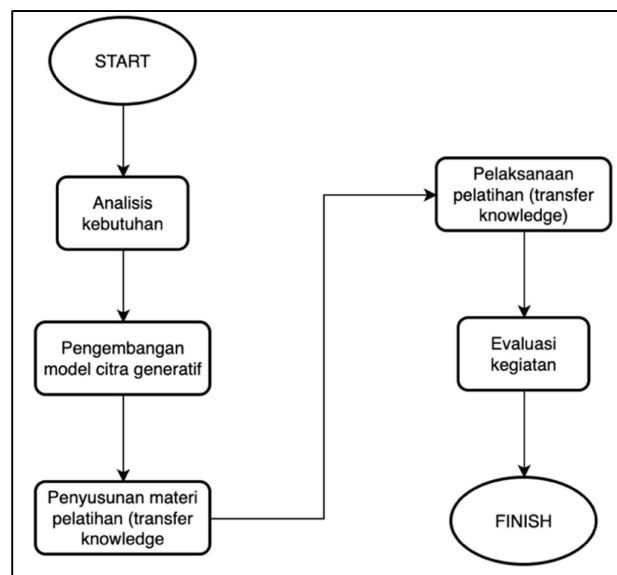 START
Analisis
kebutuhan
Pengembangan
model citra generatif
Penyusunan materi
pelatihan (transfer
knowledge
Pelaksanaan
pelatihan (transfer
knowledge)
Evaluasi
kegiatan
FINISH